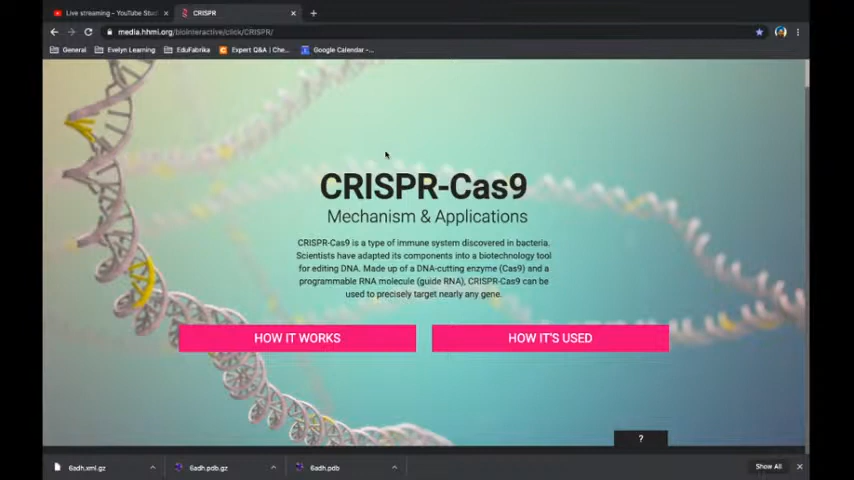 Live streaming - YouTube Stud
CRISPR
media.hhmi.org/biointeractive/click/CRISPR/
General
Evelyn Learning
EduFabrika
Expert Q&A | Che...
Google Calendar -...
CRISPR-Cas9
Mechanism & Applications
CRISPR-Cas9 is a type of immune system discovered in bacteria.
Scientists have adapted its components into a biotechnology tool
for editing DNA. Made up of a DNA-cutting enzyme (Cas9) and a
programmable RNA molecule (guide RNA), CRISPR-Cas9 can be
used to precisely target nearly any gene.
HOW IT WORKS
HOW IT'S USED
?
6adh.xml.gz
6adh.pdb.gz
6adh.pdb
Show All